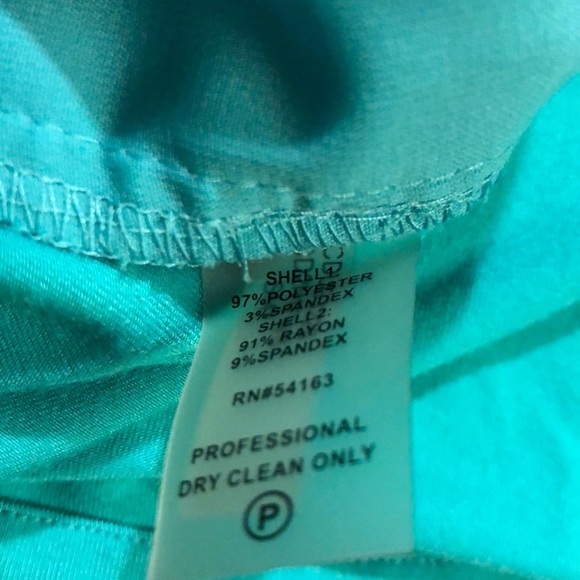 SHELL1:
97%POLYESTER
3%SPANDEX
SHELL2:
91% RAYON
9%SPANDEX
RN#54163
PROFESSIONAL
DRY CLEAN ONLY
P